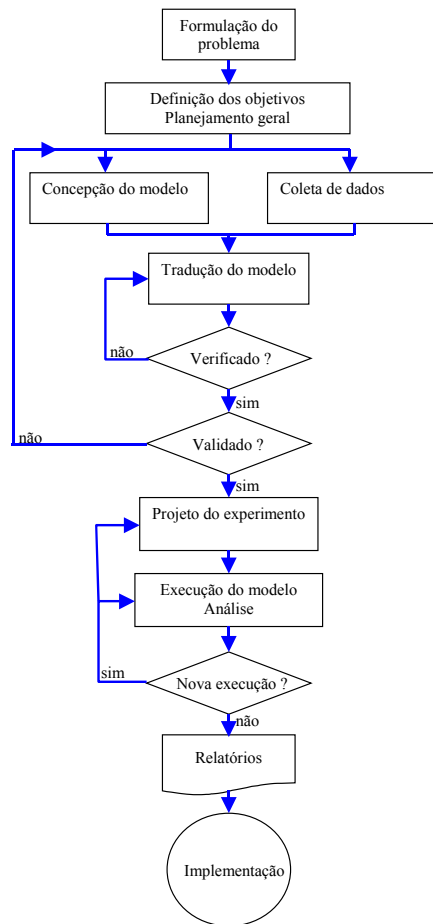 Formulação do
problema
Definição dos objetivos
Planejamento geral
Concepção do modelo
Coleta de dados
Tradução do modelo
não
Verificado ?
sim
não
Validado ?
sim
Projeto do experimento
Execução do modelo
Análise
sim
Nova execução ?
não
Relatórios
Implementação